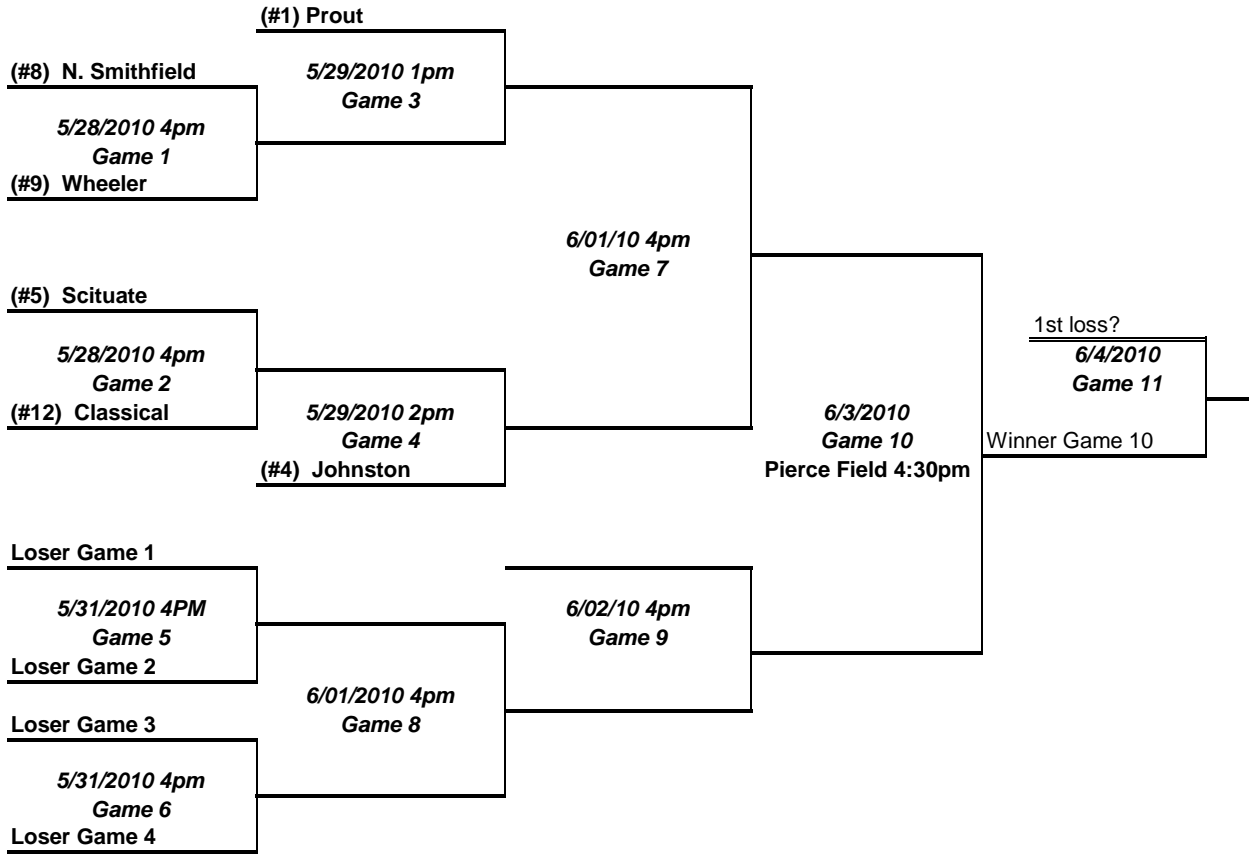 (#1) Prout
(#8)  N. Smithfield
5/29/2010 1pm
Game 3
5/28/2010 4pm
Game 1
(#9)  Wheeler
6/01/10 4pm
Game 7
(#5)  Scituate
1st loss?
5/28/2010 4pm
Game 2
6/4/2010
Game 11
(#12)  Classical
5/29/2010 2pm
Game 4
(#4)  Johnston
6/3/2010
Game 10
Pierce Field 4:30pm
Winner Game 10
Loser Game 1
5/31/2010 4PM
Game 5
Loser Game 2
6/02/10 4pm
Game 9
6/01/2010 4pm
Game 8
Loser Game 3
5/31/2010 4pm
Game 6
Loser Game 4